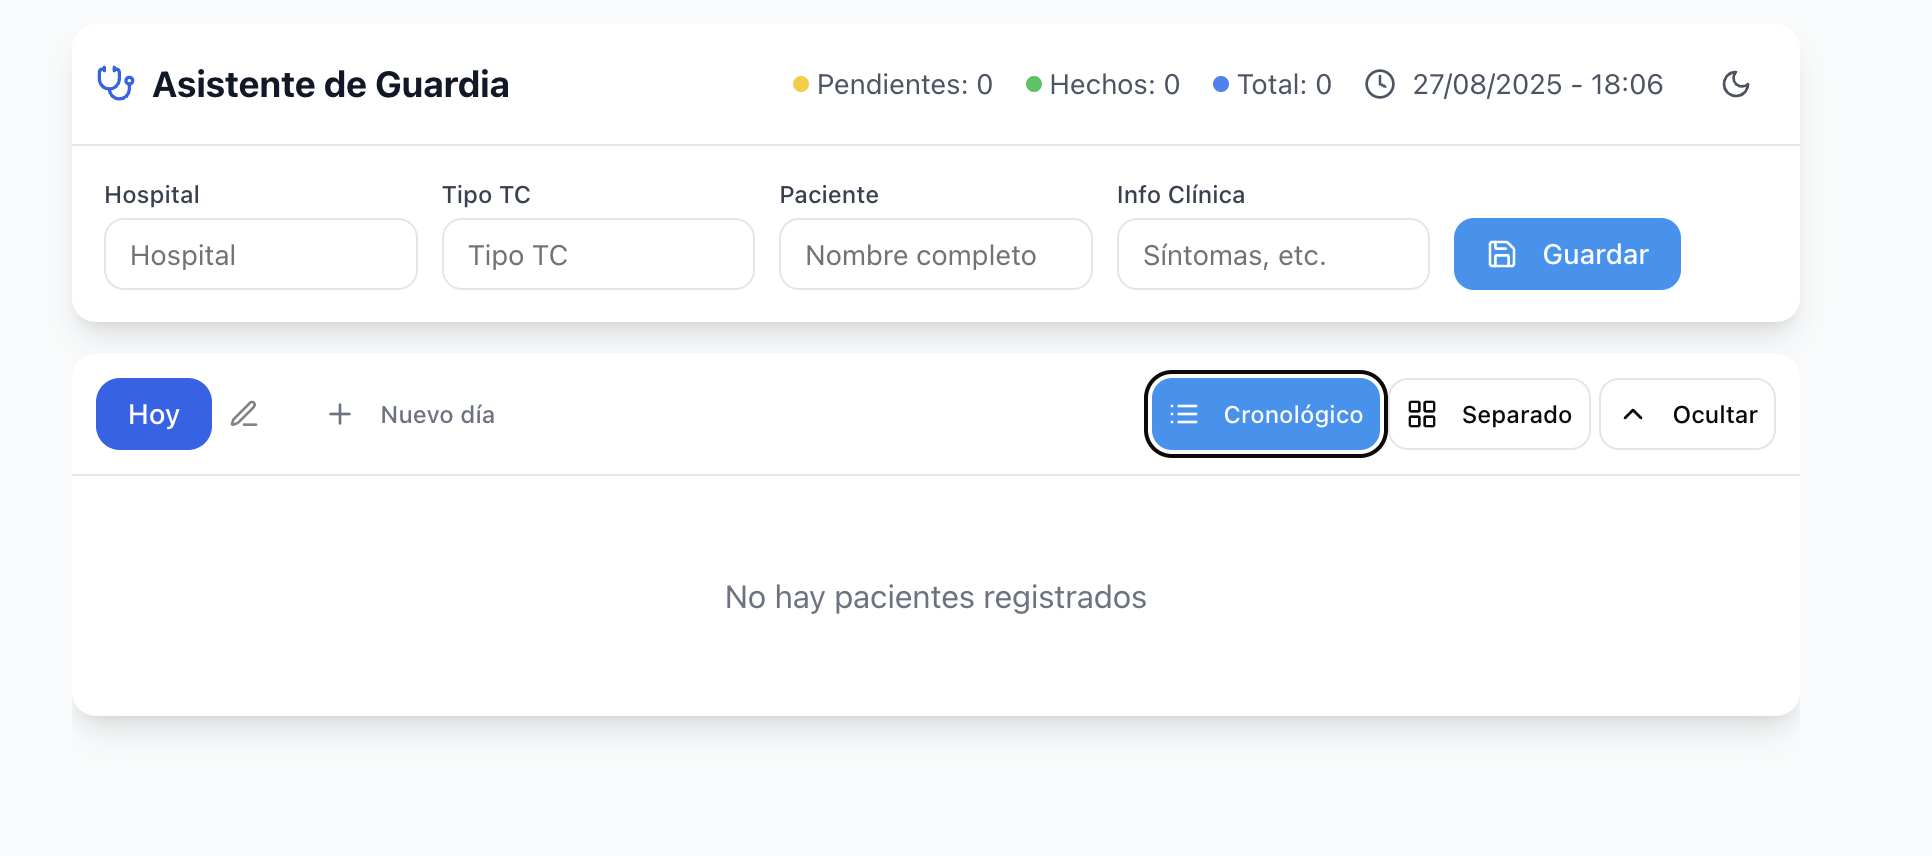 Asistente de Guardia
Pendientes: 0 Hechos: 0 Total: 0 27/08/2025 - 18:06
Hospital Tipo TC Paciente Info Clínica
Hospital Tipo TC Nombre completo Síntomas, etc. Guardar
Hoy Nuevo día Cronológico Separado Ocultar
No hay pacientes registrados